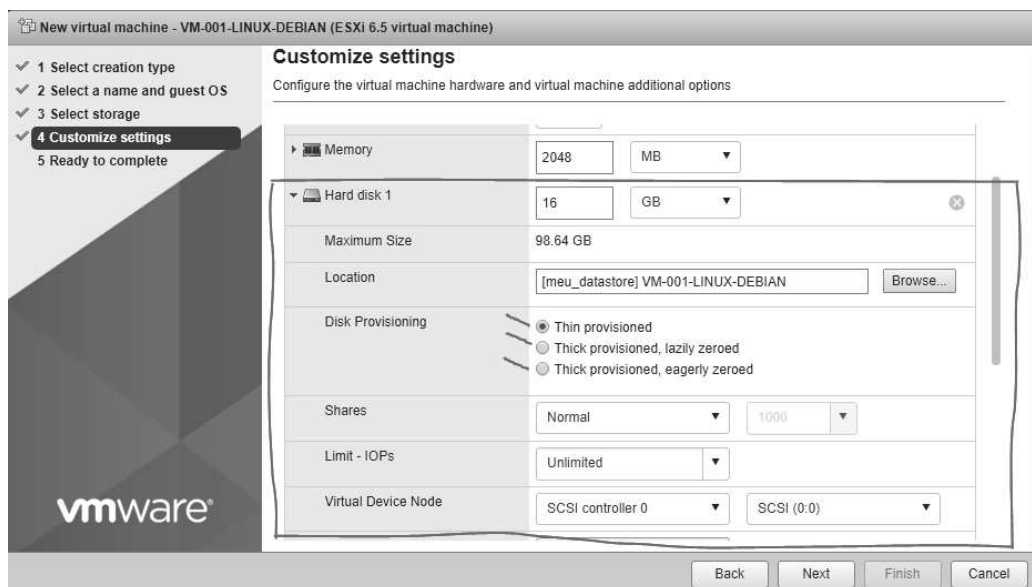 New virtual machine - VM-001-LINUX-DEBIAN (ESXi 6.5 virtual machine)
1 Select creation type
2 Select a name and guest OS
3 Select storage
4 Customize settings
5 Ready to complete
vmware®
Customize settings
Configure the virtual machine hardware and virtual machine additional options
Memory 2048 MB
Hard disk 1 16 GB
Maximum Size 98.64 GB
Location [meu_datastore] VM-001-LINUX-DEBIAN Browse...
Disk Provisioning Thin provisioned
Thick provisioned, lazily zeroed
Thick provisioned, eagerly zeroed
Shares Normal 1000
Limit - IOPs Unlimited
Virtual Device Node SCSI controller 0 SCSI (0:0)
Back Next Finish Cancel